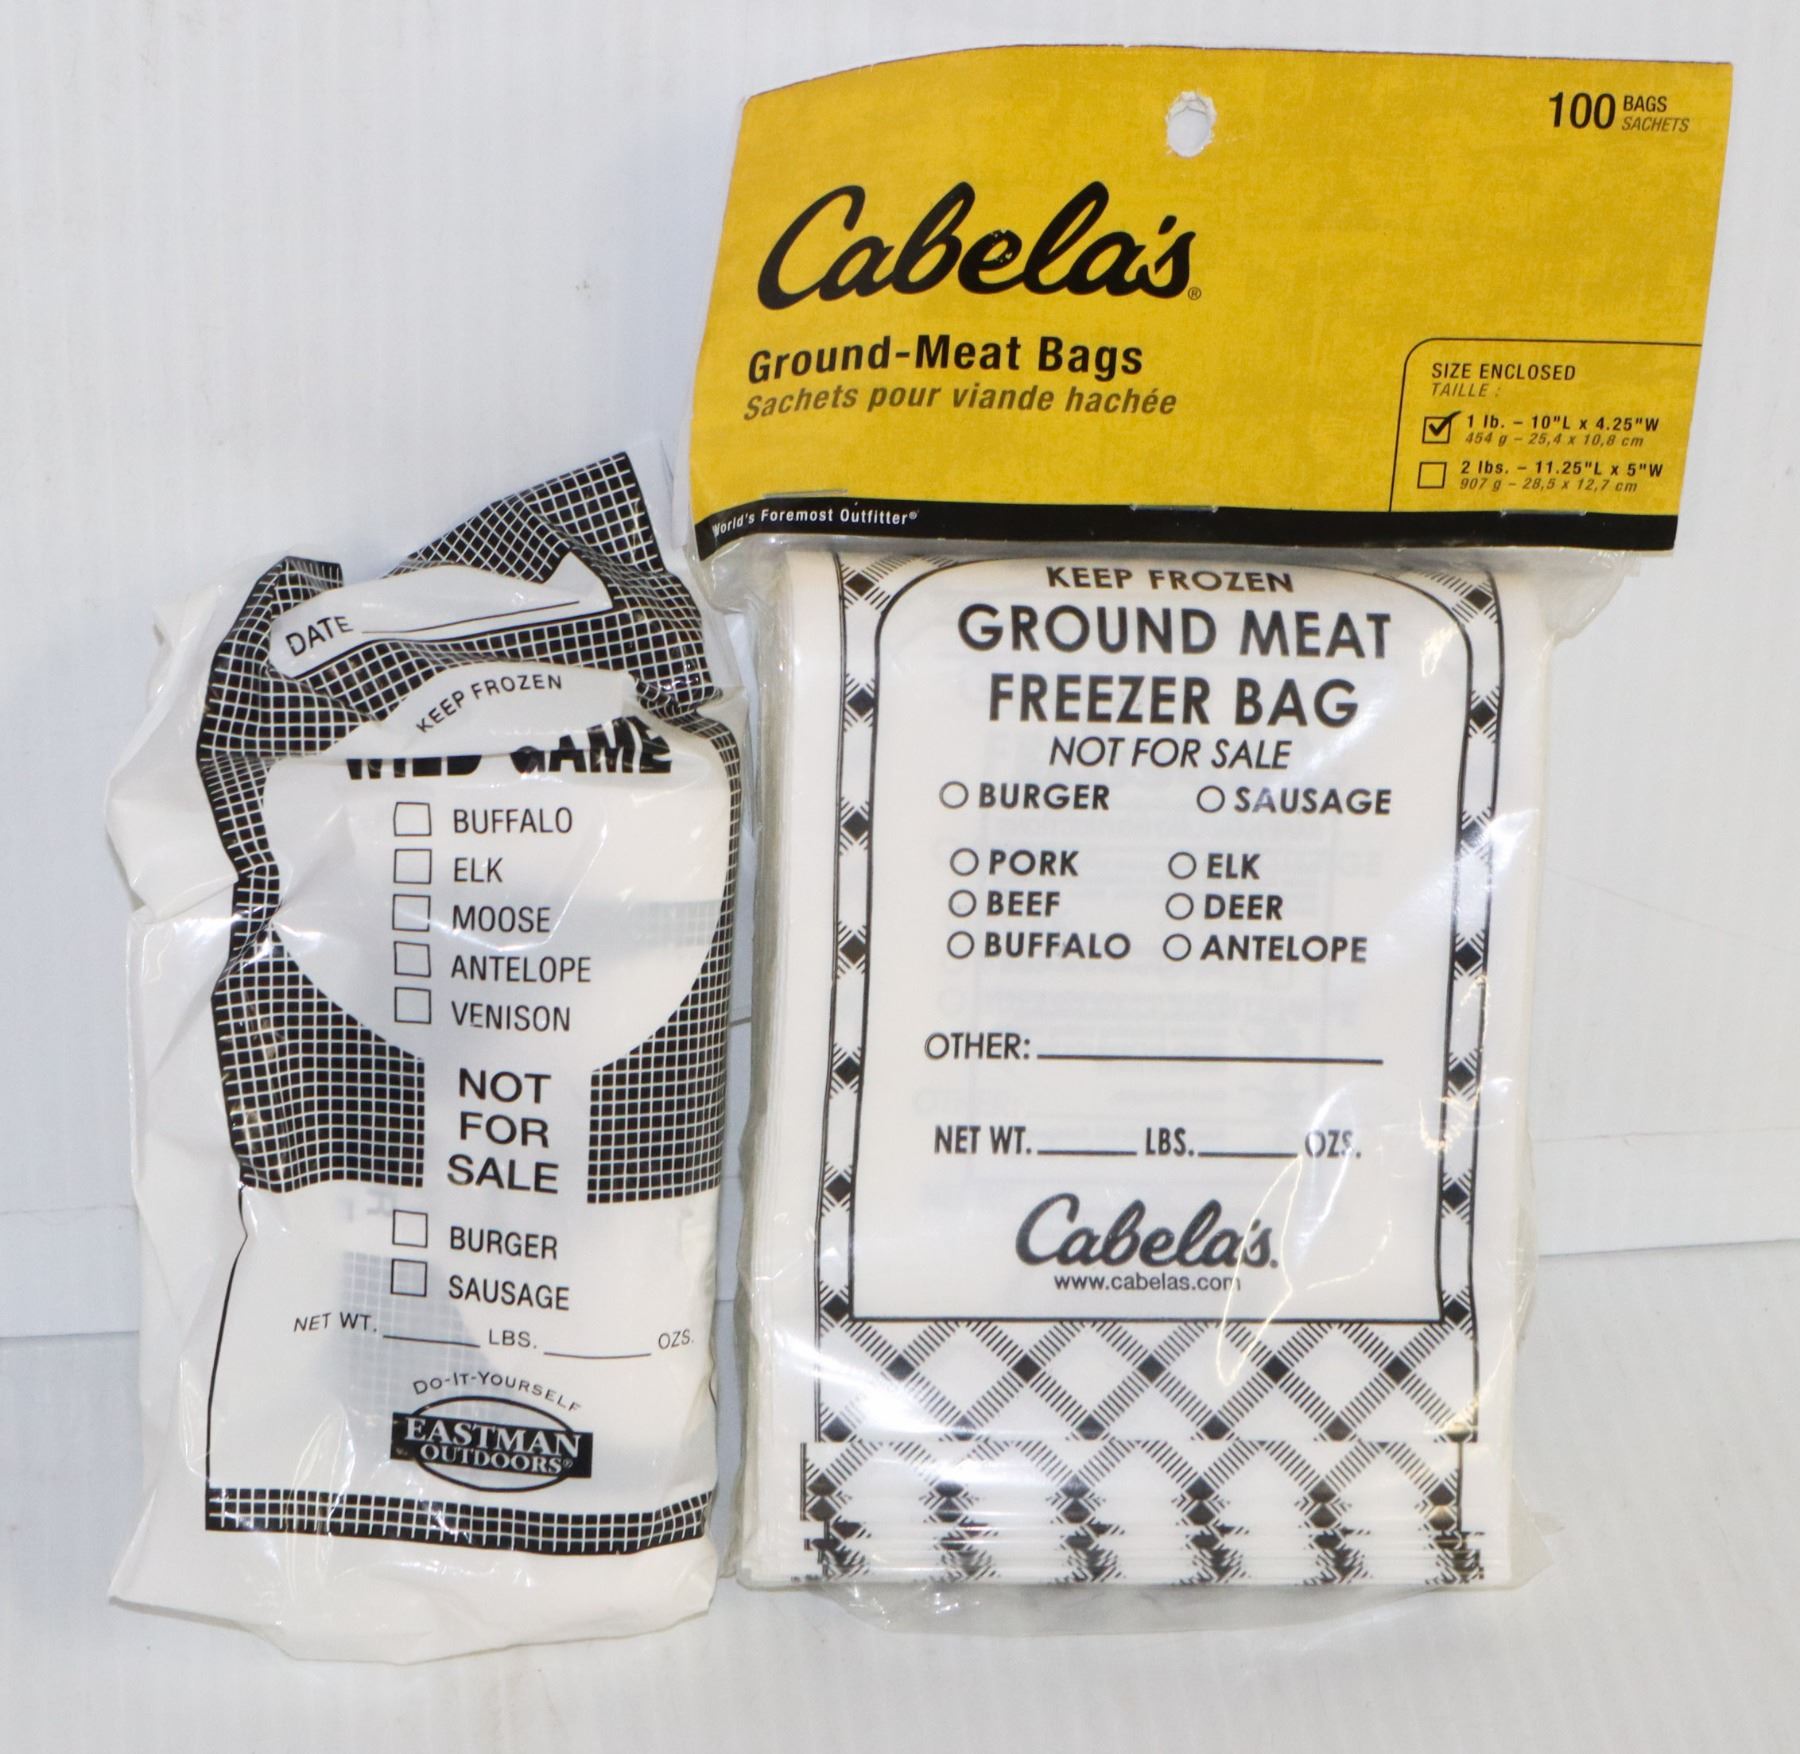 DATE
KEEP FROZEN
WILD GAME
BUFFALO
ELK
MOOSE
ANTELOPE
VENISON
NOT
FOR
SALE
BURGER
SAUSAGE
NET WT. LBS. OZS.
DO-IT-YOURSELF
EASTMAN
OUTDOORS®
100 BAGS
SACHETS
Cabela's®
Ground-Meat Bags
Sachets pour viande hachée
SIZE ENCLOSED
TAILLE :
1 lb. – 10"L x 4.25"W
454 g – 25,4 x 10,8 cm
2 lbs. – 11.25"L x 5"W
907 g – 28,5 x 12,7 cm
World's Foremost Outfitter®
KEEP FROZEN
GROUND MEAT
FREEZER BAG
NOT FOR SALE
BURGER SAUSAGE
PORK ELK
BEEF DEER
BUFFALO ANTELOPE
OTHER:
NET WT. LBS. OZS.
Cabela's.
www.cabelas.com